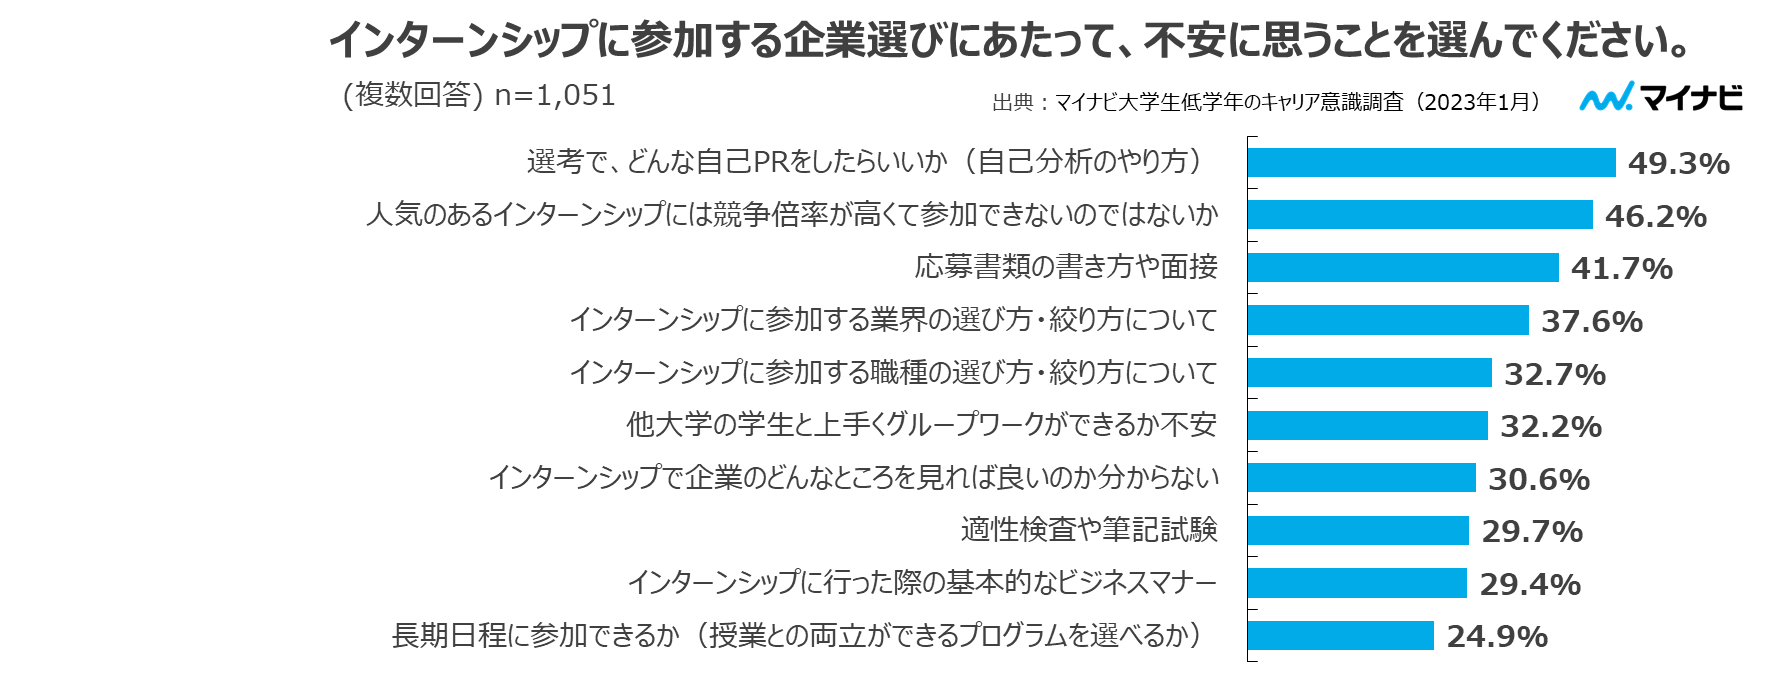 インターンシップに参加する企業選びにあたって、不安に思うことを選んでください。
(複数回答) n=1,051
出典：マイナビ大学生低学年のキャリア意識調査（2023年1月）
マイナビ
選考で、どんな自己PRをしたらいいか（自己分析のやり方） 49.3%
人気のあるインターンシップには競争倍率が高くて参加できないのではないか 46.2%
応募書類の書き方や面接 41.7%
インターンシップに参加する業界の選び方・絞り方について 37.6%
インターンシップに参加する職種の選び方・絞り方について 32.7%
他大学の学生と上手くグループワークができるか不安 32.2%
インターンシップで企業のどんなところを見れば良いのか分からない 30.6%
適性検査や筆記試験 29.7%
インターンシップに行った際の基本的なビジネスマナー 29.4%
長期日程に参加できるか（授業との両立ができるプログラムを選べるか） 24.9%